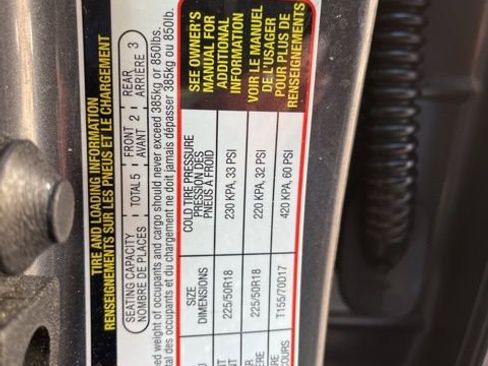 TIRE AND LOADING INFORMATION
RENSEIGNEMENTS SUR LES PNEUS ET LE CHARGEMENT
SEATING CAPACITY TOTAL 5 FRONT 2 REAR 3
NOMBRE DE PLACES AVANT ARRIÈRE
weight of occupants and cargo should never exceed 385kg or 850lbs.
total des occupants et du chargement ne doit jamais dépasser 385kg ou 850lb.
SIZE
DIMENSIONS
COLD TIRE PRESSURE
PRESSION DES
PNEUS À FROID
225/50R18 230 KPA, 33 PSI
225/50R18 220 KPA, 32 PSI
T155/70D17 420 KPA, 60 PSI
SEE OWNER'S
MANUAL FOR
ADDITIONAL
INFORMATION
VOIR LE MANUEL
DE L'USAGER
POUR PLUS DE
RENSEIGNEMENTS